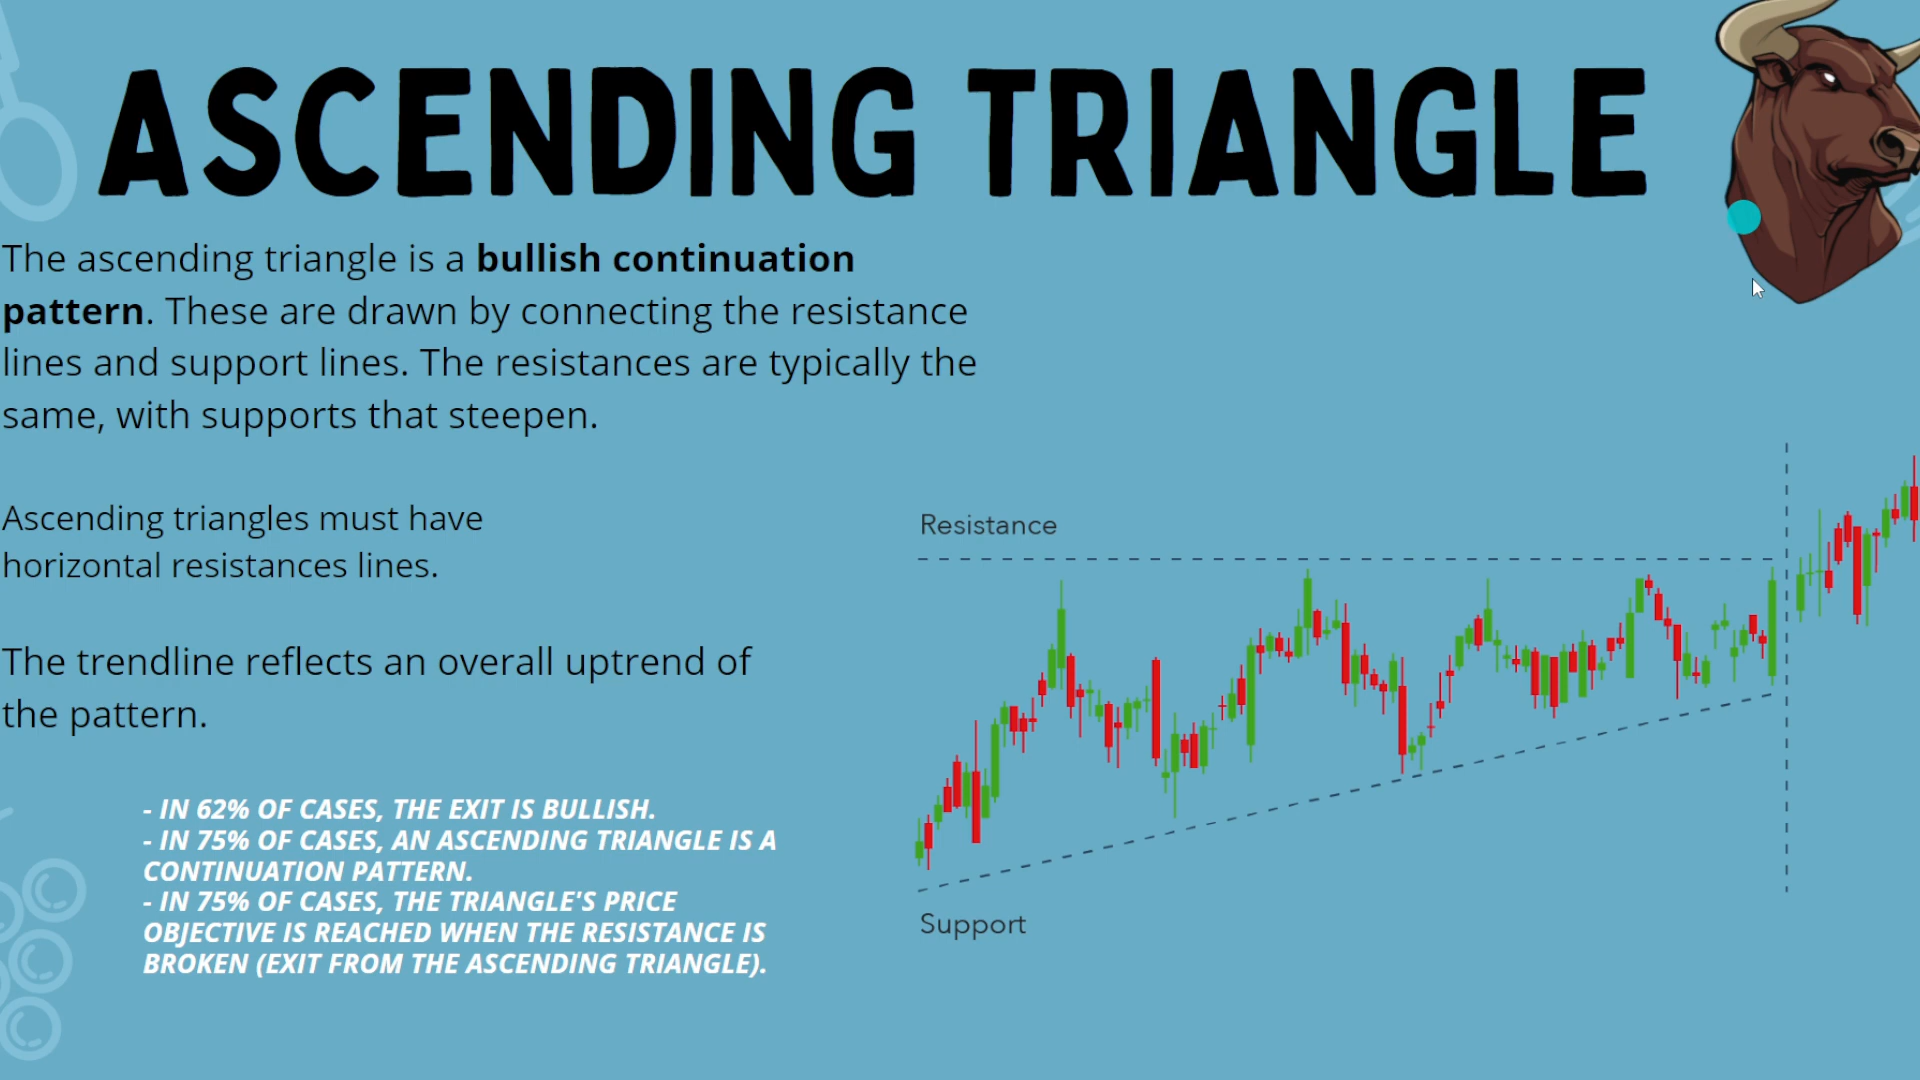 ASCENDING TRIANGLE
The ascending triangle is a bullish continuation
pattern. These are drawn by connecting the resistance
lines and support lines. The resistances are typically the
same, with supports that steepen.
Ascending triangles must have
horizontal resistances lines.
The trendline reflects an overall uptrend of
the pattern.
- IN 62% OF CASES, THE EXIT IS BULLISH.
- IN 75% OF CASES, AN ASCENDING TRIANGLE IS A
CONTINUATION PATTERN.
- IN 75% OF CASES, THE TRIANGLE'S PRICE
OBJECTIVE IS REACHED WHEN THE RESISTANCE IS
BROKEN (EXIT FROM THE ASCENDING TRIANGLE).
Resistance
Support